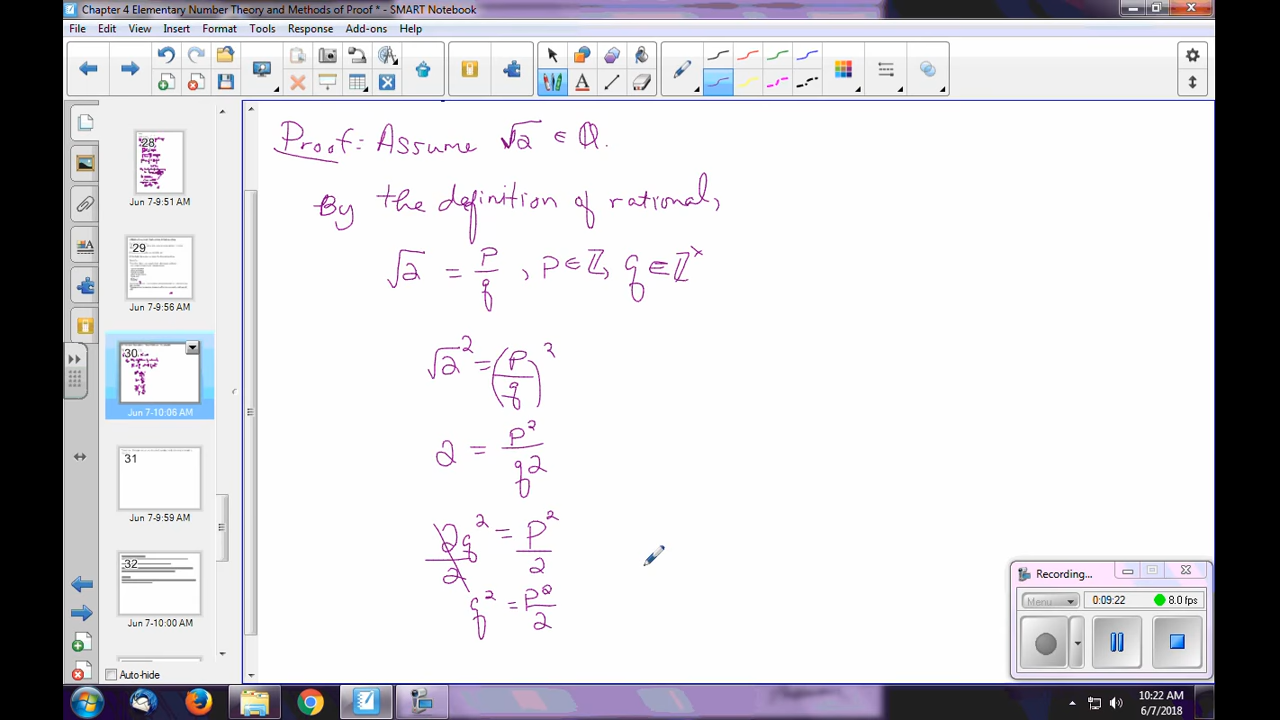 Chapter 4 Elementary Number Theory and Methods of Proof * - SMART Notebook
File Edit View Insert Format Tools Response Add-ons Help
28
Jun 7-9:51 AM
29
Jun 7-9:56 AM
30
Jun 7-10:06 AM
31
Jun 7-9:59 AM
32
Jun 7-10:00 AM
Auto-hide
Proof: Assume √2 ∈ ℚ.
By the definition of rational,
√2 = p/q , p ∈ ℤ, q ∈ ℤ^x
√2² = (p/q)²
2 = p²/q²
2q²/2 = p²/2
q² = p²/2
Recording...
Menu 0:09:22 8.0 fps
10:22 AM
6/7/2018